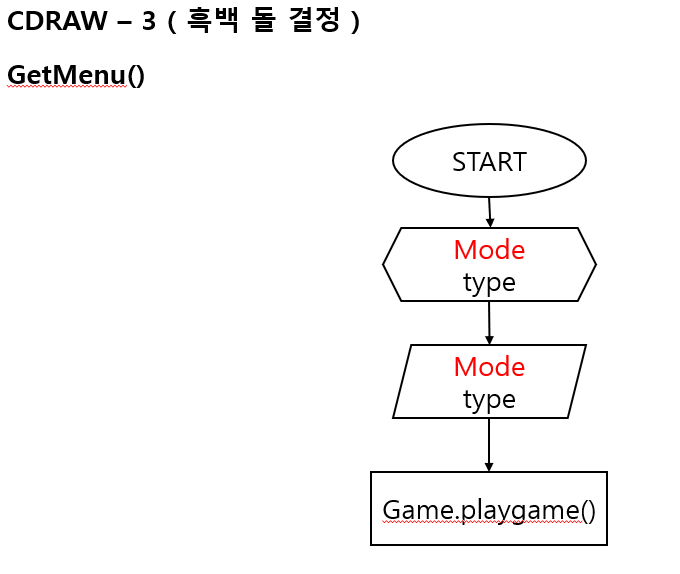 CDRAW – 3 ( 흑백 돌 결정 )
GetMenu()
START
Mode
type
Mode
type
Game.playgame()